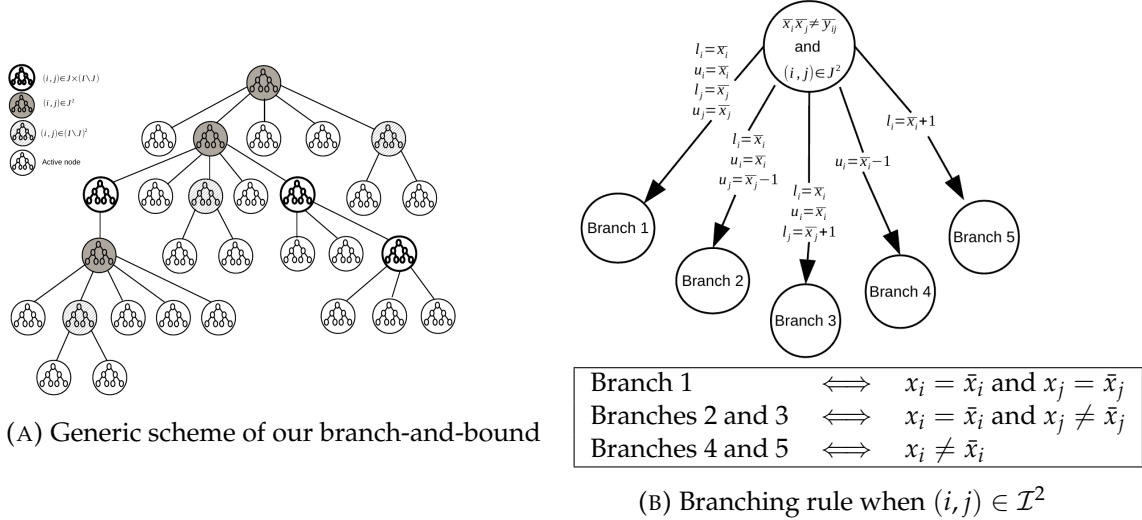 (i,j)∈J×(I\J)
(i,j)∈J²
(i,j)∈(I\J)²
Active node
(A) Generic scheme of our branch-and-bound
x̅ᵢx̅ⱼ≠y̅ᵢⱼ
and
(i,j)∈J²
lᵢ=x̅ᵢ
uᵢ=x̅ᵢ
lⱼ=x̅ⱼ
uⱼ=x̅ⱼ
lᵢ=x̅ᵢ
uᵢ=x̅ᵢ
uⱼ=x̅ⱼ−1
lᵢ=x̅ᵢ
uᵢ=x̅ᵢ
lⱼ=x̅ⱼ+1
uᵢ=x̅ᵢ−1
lᵢ=x̅ᵢ+1
Branch 1
Branch 2
Branch 3
Branch 4
Branch 5
Branch 1 ⟺ xᵢ = x̄ᵢ and xⱼ = x̄ⱼ
Branches 2 and 3 ⟺ xᵢ = x̄ᵢ and xⱼ ≠ x̄ⱼ
Branches 4 and 5 ⟺ xᵢ ≠ x̄ᵢ
(B) Branching rule when (i, j) ∈ 𝓘²